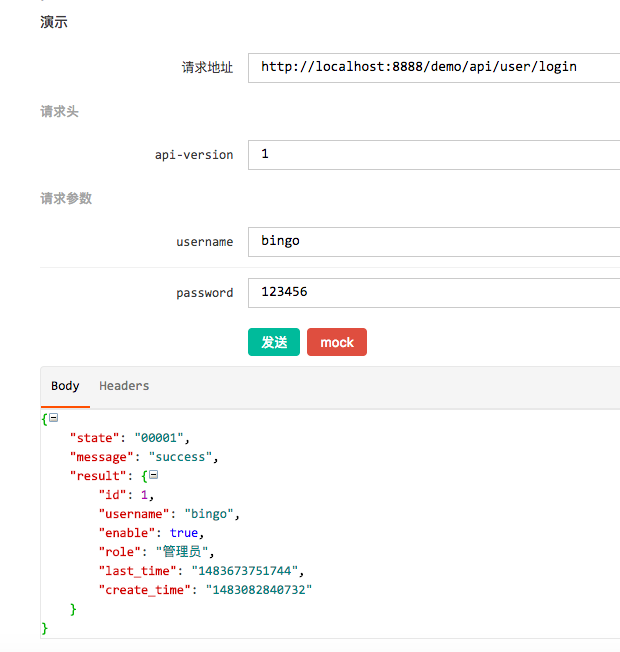 演示
请求地址 http://localhost:8888/demo/api/user/login
请求头
api-version 1
请求参数
username bingo
password 123456
发送 mock
Body Headers
{
"state": "00001",
"message": "success",
"result": {
"id": 1,
"username": "bingo",
"enable": true,
"role": "管理员",
"last_time": "1483673751744",
"create_time": "1483082840732"
}
}